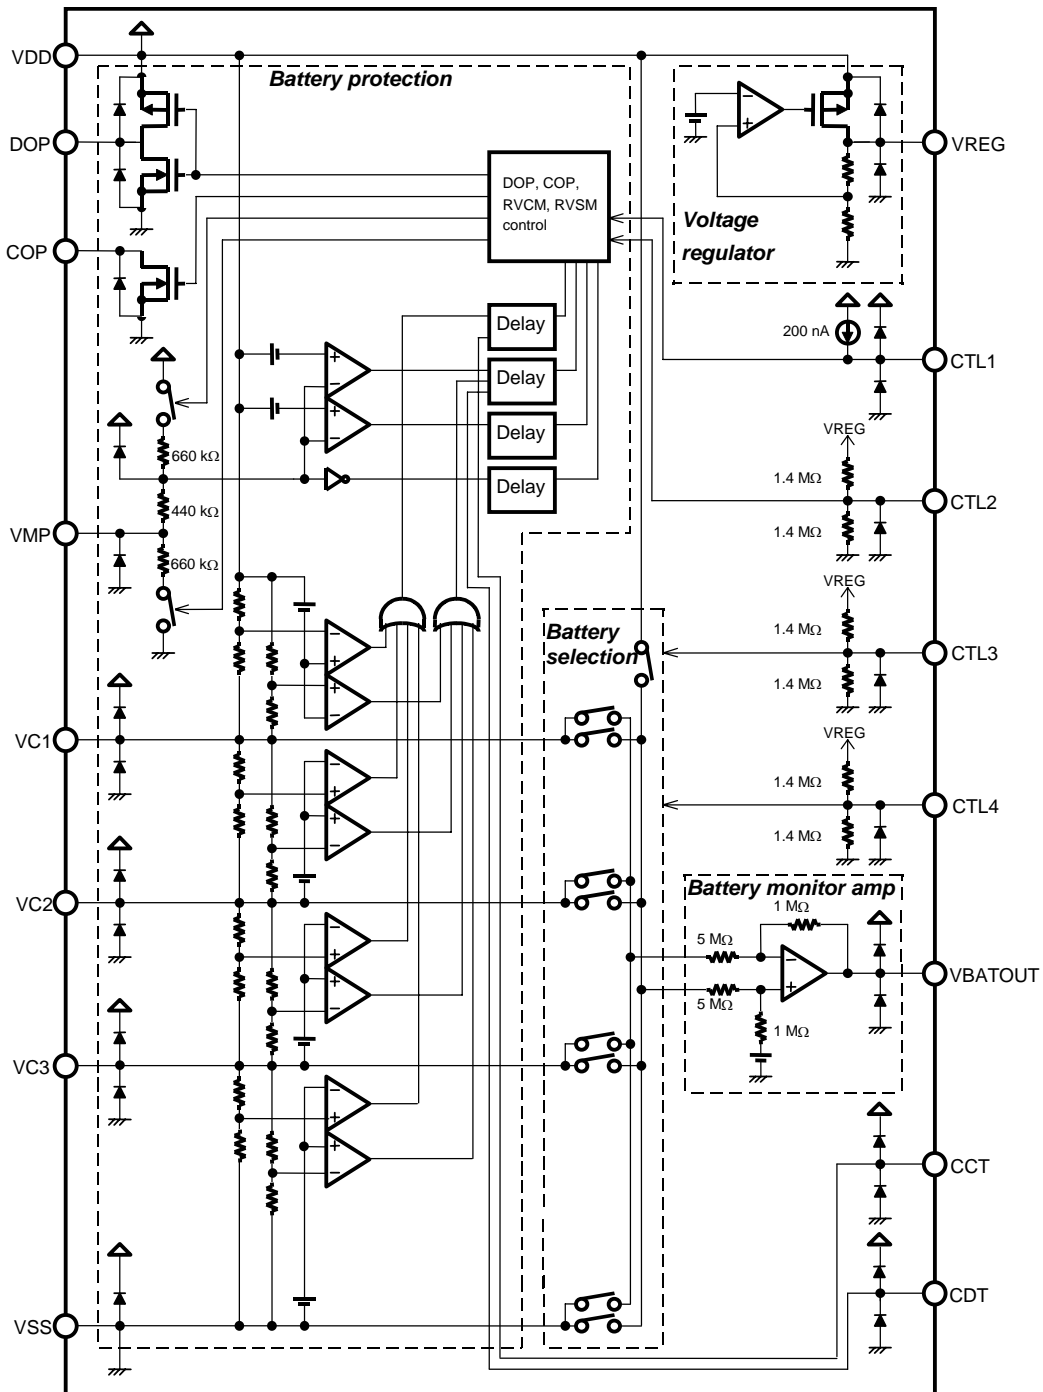 VDD
Battery protection
DOP
DOP, COP,
RVCM, RVSM
control
VREG
Voltage
regulator
COP
Delay
200 nA
CTL1
Delay
Delay
VREG
660 kΩ
1.4 MΩ
Delay
CTL2
440 kΩ
1.4 MΩ
VMP
660 kΩ
VREG
Battery
selection
1.4 MΩ
CTL3
1.4 MΩ
VC1
VREG
1.4 MΩ
CTL4
1.4 MΩ
Battery monitor amp
VC2
1 MΩ
5 MΩ
VBATOUT
5 MΩ
1 MΩ
VC3
CCT
CDT
VSS